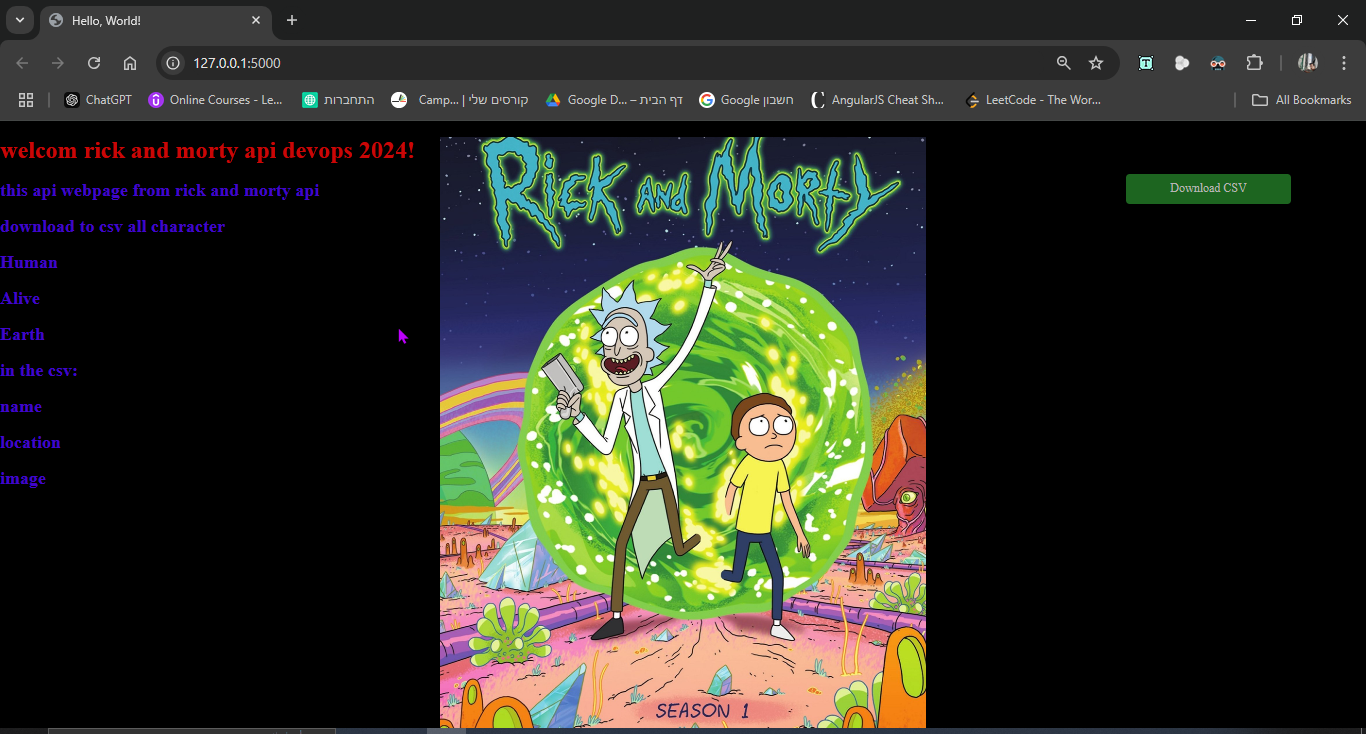 Hello, World!
127.0.0.1:5000
ChatGPT
Online Courses - Le...
התחברות
קורסים שלי | Camp...
דף הבית – Google D...
חשבון Google
AngularJS Cheat Sh...
LeetCode - The Wor...
All Bookmarks
welcom rick and morty api devops 2024!
this api webpage from rick and morty api
download to csv all character
Human
Alive
Earth
in the csv:
name
location
image
RICK AND MORTY
SEASON 1
Download CSV